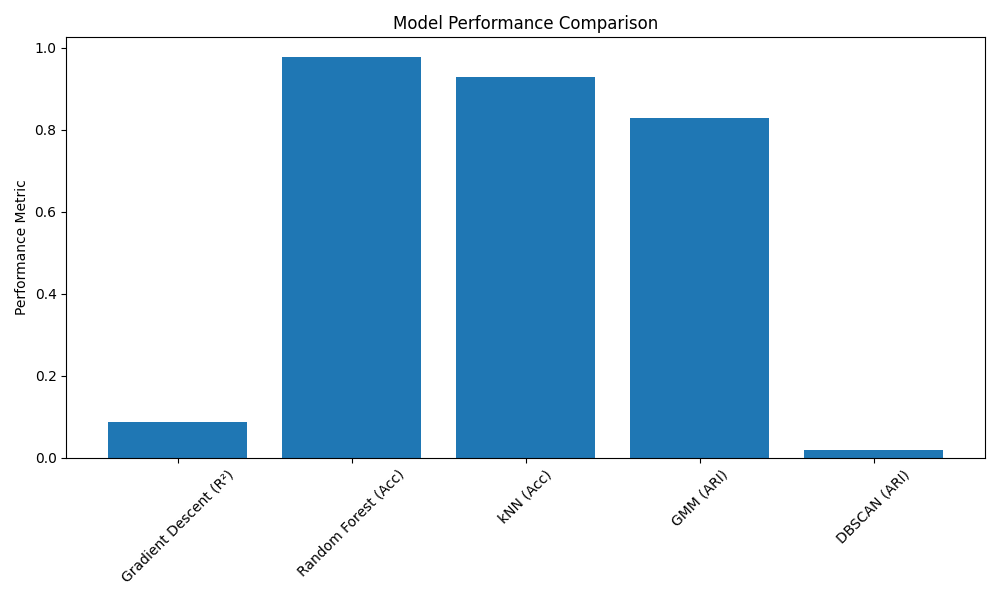 Model Performance Comparison
Performance Metric
1.0
0.8
0.6
0.4
0.2
0.0
Gradient Descent (R²)
Random Forest (Acc)
kNN (Acc)
GMM (ARI)
DBSCAN (ARI)